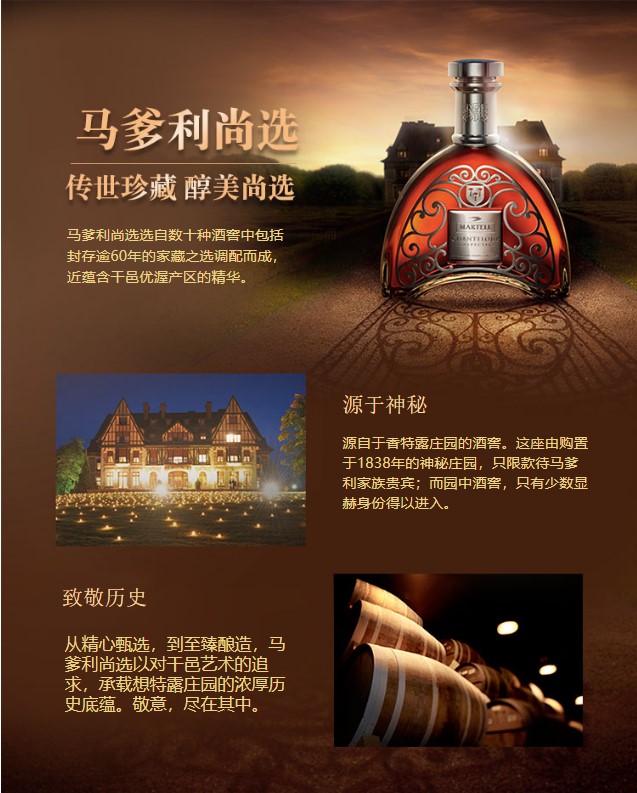 马爹利尚选
传世珍藏 醇美尚选
马爹利尚选选自数十种酒窖中包括
封存逾60年的家藏之选调配而成，
近蕴含干邑优渥产区的精华。
MARTELL
源于神秘
源自于香特露庄园的酒窖。这座由购置
于1838年的神秘庄园，只限款待马爹
利家族贵宾；而园中酒窖，只有少数显
赫身份得以进入。
致敬历史
从精心甄选，到至臻酿造，马
爹利尚选以对干邑艺术的追
求，承载想特露庄园的浓厚历
史底蕴。敬意，尽在其中。